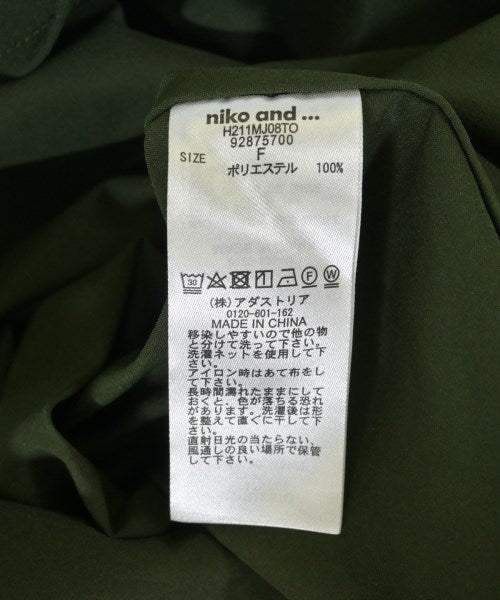 niko and ...
H211MJ08TO
92875700
SIZE F
ポリエステル 100%
30 F W
(株)アダストリア
0120-601-162
MADE IN CHINA
移染しやすいので他の物
と分けて洗って下さい。
洗濯ネットを使用して下
さい。
アイロン時はあて布をし
て下さい。
長時間濡れたままにして
おくと、色が落ちる恐れ
があります。洗濯後は形
を整えて直ぐに干して下
さい。
直射日光の当たらない、
風通しの良い場所で保管
して下さい。